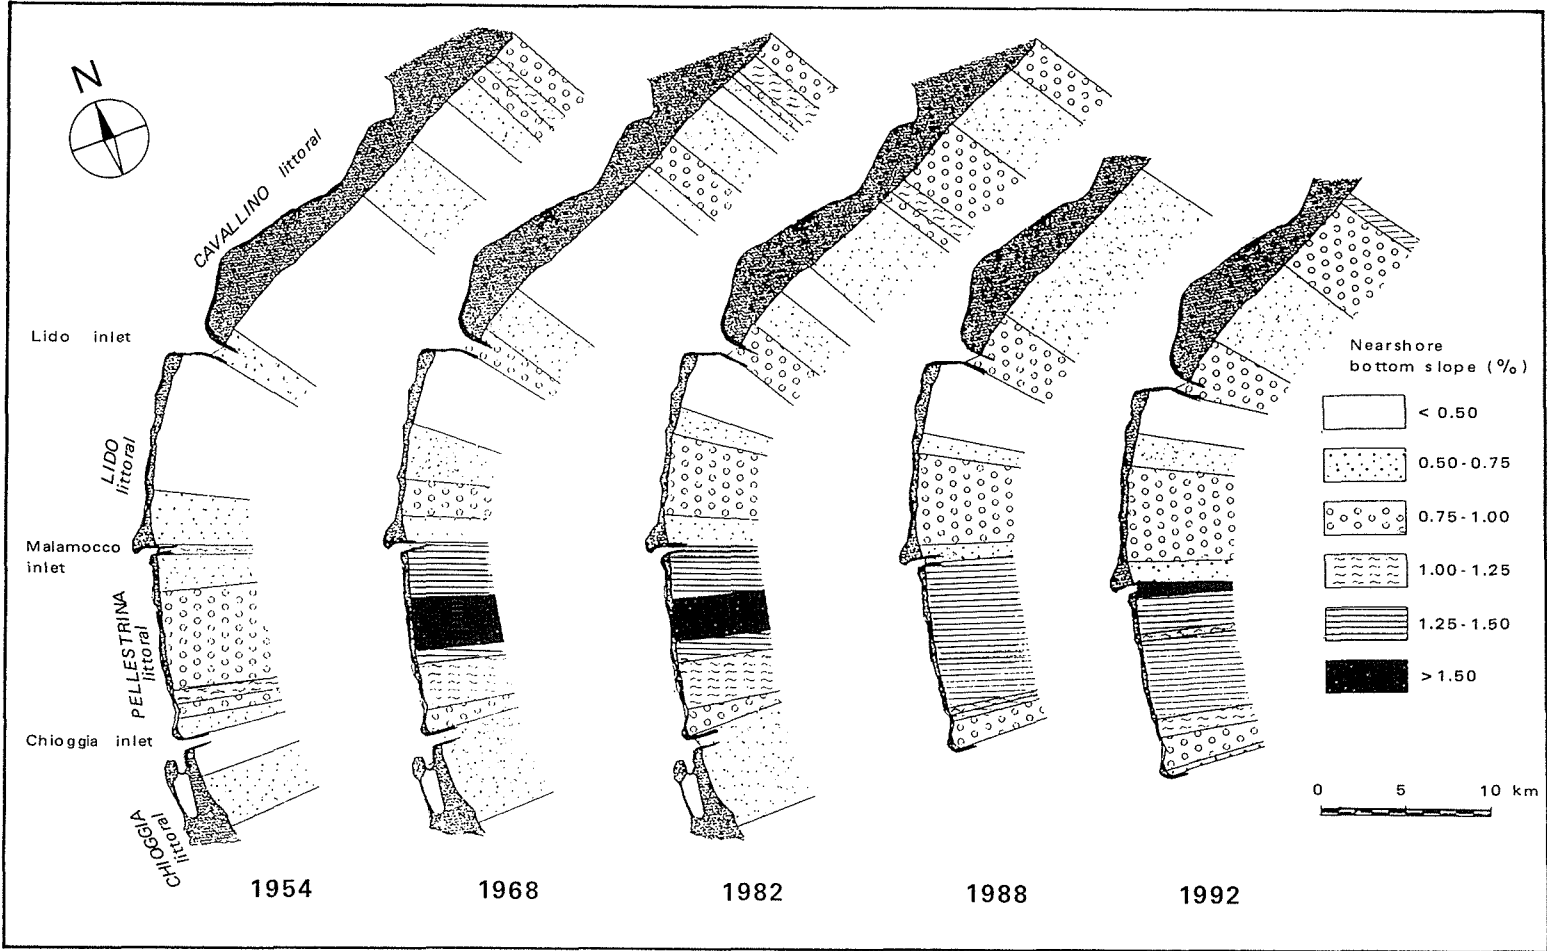 N
CAVALLINO littoral
Lido inlet
LIDO
littoral
Malamocco
inlet
PELLESTRINA
littoral
Chioggia inlet
CHIOGGIA
littoral
1954
1968
1982
1988
1992
Nearshore
bottom slope (%)
< 0.50
0.50-0.75
0.75-1.00
1.00-1.25
1.25-1.50
>1.50
0 5 10 km